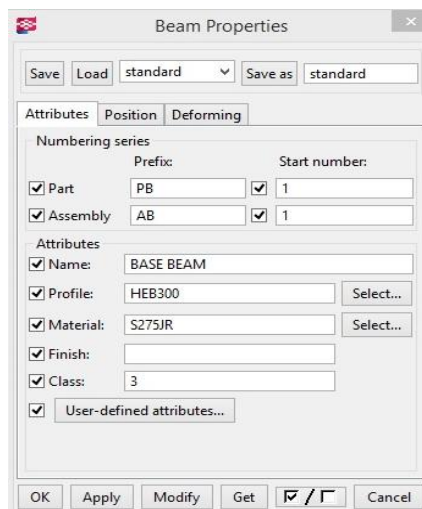 Beam Properties
Save Load standard Save as standard
Attributes Position Deforming
Numbering series
Prefix: Start number:
Part PB 1
Assembly AB 1
Attributes
Name: BASE BEAM
Profile: HEB300 Select...
Material: S275JR Select...
Finish:
Class: 3
User-defined attributes...
OK Apply Modify Get / Cancel